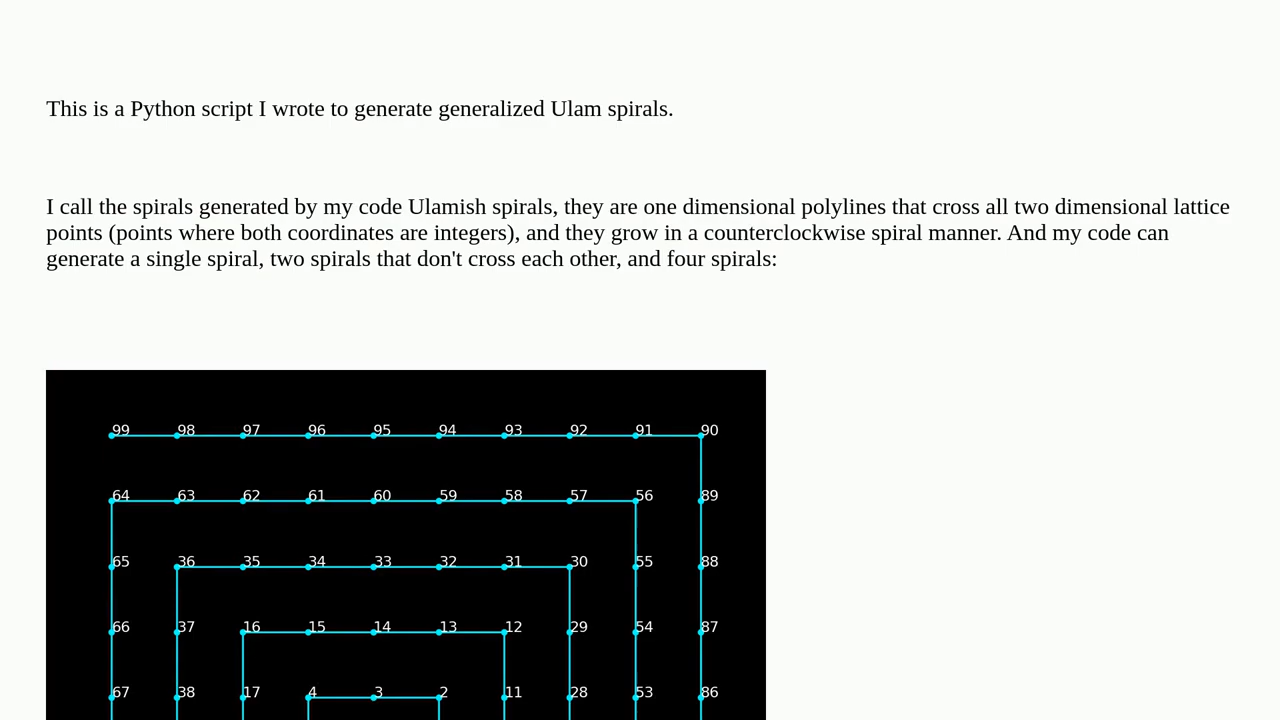 This is a Python script I wrote to generate generalized Ulam spirals.
I call the spirals generated by my code Ulamish spirals, they are one dimensional polylines that cross all two dimensional lattice
points (points where both coordinates are integers), and they grow in a counterclockwise spiral manner. And my code can
generate a single spiral, two spirals that don't cross each other, and four spirals:
99 98 97 96 95 94 93 92 91 90
64 63 62 61 60 59 58 57 56 89
65 36 35 34 33 32 31 30 55 88
66 37 16 15 14 13 12 29 54 87
67 38 17 4 3 2 11 28 53 86